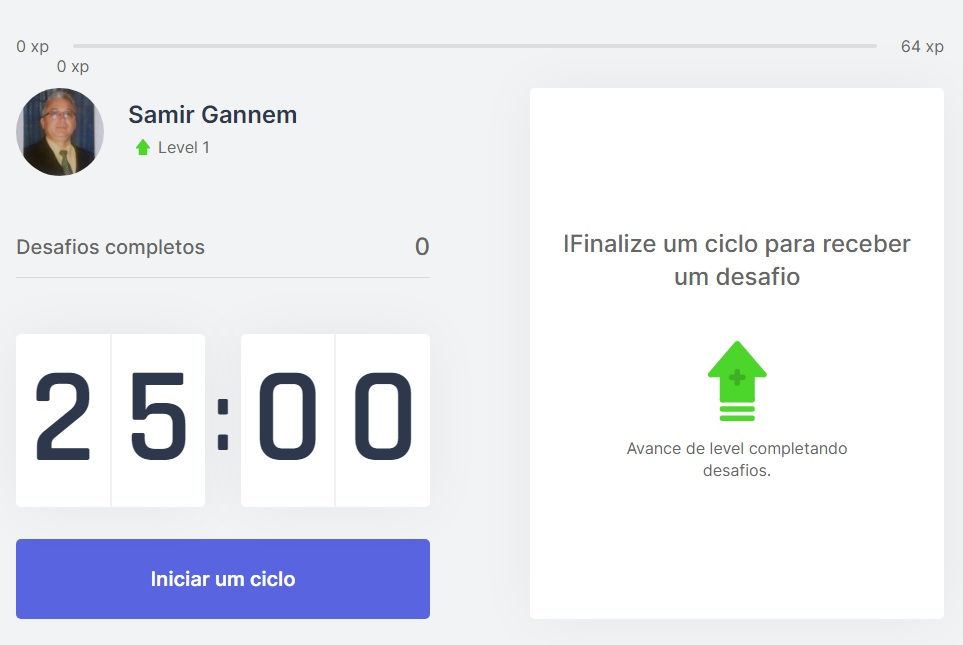 0 xp
64 xp
0 xp
Samir Gannem
Level 1
Desafios completos 0
25:00
Iniciar um ciclo
IFinalize um ciclo para receber
um desafio
Avance de level completando
desafios.